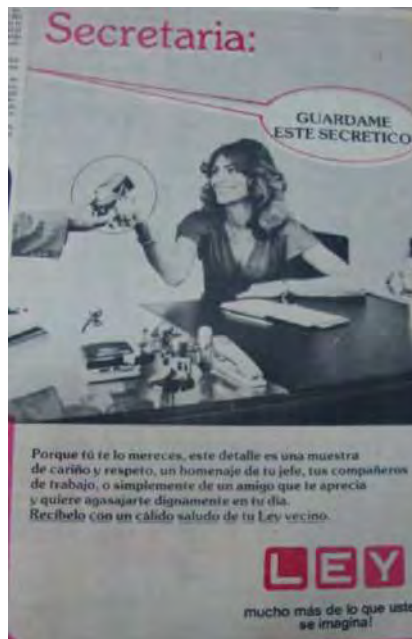 Secretaria:
GUARDAME
ESTE SECRETICO
Porque tú te lo mereces, este detalle es una muestra
de cariño y respeto, un homenaje de tu jefe, tus compañeros
de trabajo, o simplemente de un amigo que te aprecia
y quiere agasajarte dignamente en tu día.
Recíbelo con un cálido saludo de tu Ley vecino.
LEY
mucho más de lo que uste
se imagina!